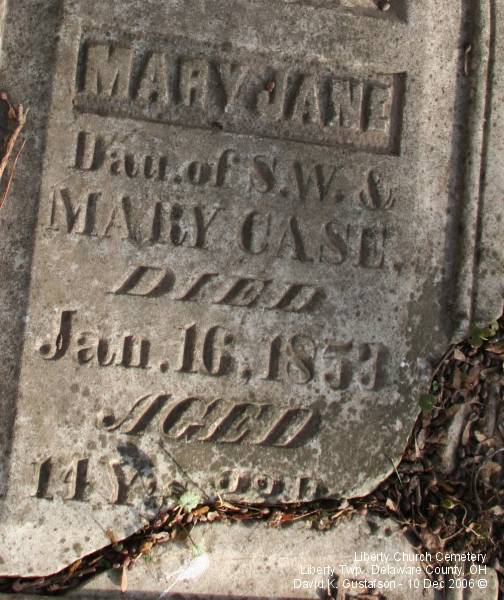 MARY JANE
Dau. of S. W. &
MARY CASE.
DIED
Jan. 16, 1853
AGED
14 Y's
Liberty Church Cemetery
Liberty Twp., Delaware County, OH
David K. Gustafson - 10 Dec 2006 ©